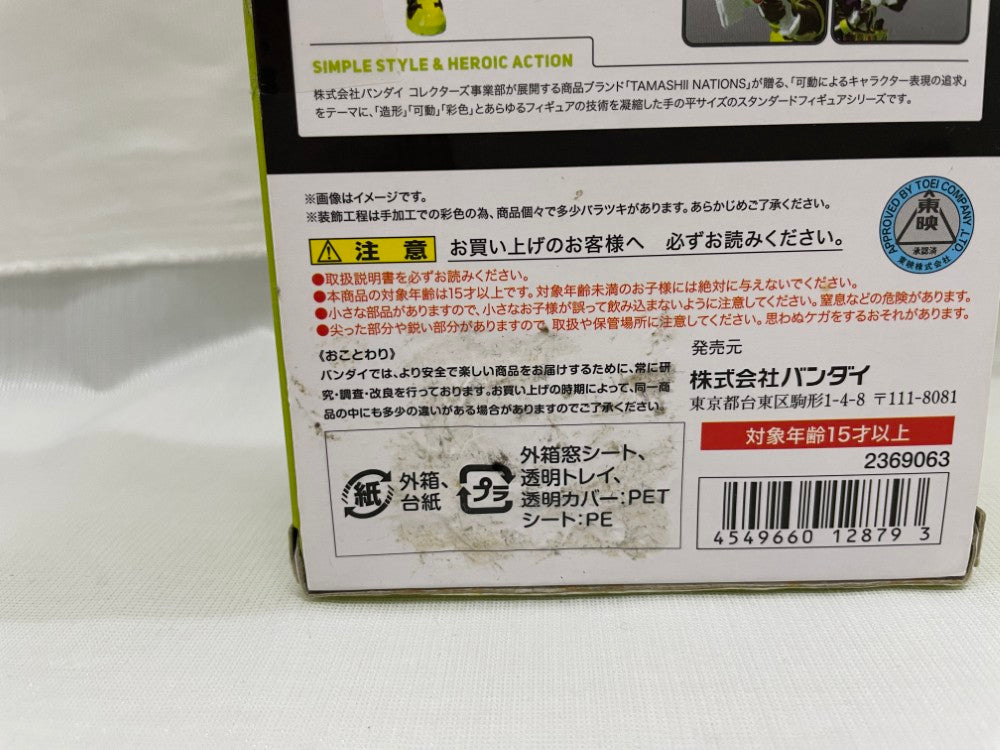 SIMPLE STYLE & HEROIC ACTION
株式会社バンダイ コレクターズ事業部が展開する商品ブランド「TAMASHII NATIONS」が贈る、「可動によるキャラクター表現の追求」
をテーマに、「造形」「可動」「彩色」とあらゆるフィギュアの技術を凝縮した手の平サイズのスタンダードフィギュアシリーズです。
※画像はイメージです。
※装飾工程は手加工での彩色の為、商品個々で多少バラツキがあります。あらかじめご了承ください。
APPROVED BY TOEI COMPANY, LTD.
東映
承認済
東映株式会社
注意 お買い上げのお客様へ 必ずお読みください。
●取扱説明書を必ずお読みください。
●本商品の対象年齢は15才以上です。対象年齢未満のお子様には絶対に与えないでください。
●小さな部品がありますので、小さなお子様が誤って飲み込まないように注意してください。窒息などの危険があります。
●尖った部分や鋭い部分がありますので、取扱や保管場所に注意してください。思わぬケガをするおそれがあります。
《おことわり》
バンダイでは、より安全で楽しい商品をお届けするために、常に研
究・調査・改良を行っております。お買い上げの時期によって、同一商
品の中にも多少の違いがある場合がありますのでご了承ください。
発売元
株式会社バンダイ
東京都台東区駒形1-4-8 〒111-8081
対象年齢15才以上
2369063
4549660 12879 3
紙
外箱、
台紙
プラ
外箱窓シート、
透明トレイ、
透明カバー:PET
シート:PE